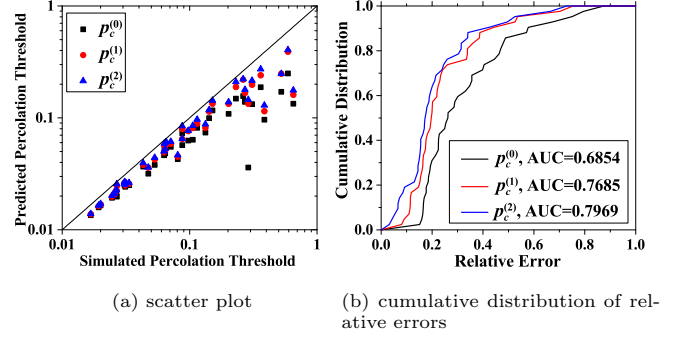 1
0.1
0.01
0.01
0.1
1
Predicted Percolation Threshold
Simulated Percolation Threshold
p_c^(0)
p_c^(1)
p_c^(2)
1.0
0.8
0.6
0.4
0.2
0.0
0.0
0.2
0.4
0.6
0.8
1.0
Cumulative Distribution
Relative Error
p_c^(0), AUC=0.6854
p_c^(1), AUC=0.7685
p_c^(2), AUC=0.7969
(a) scatter plot
(b) cumulative distribution of rel-
ative errors